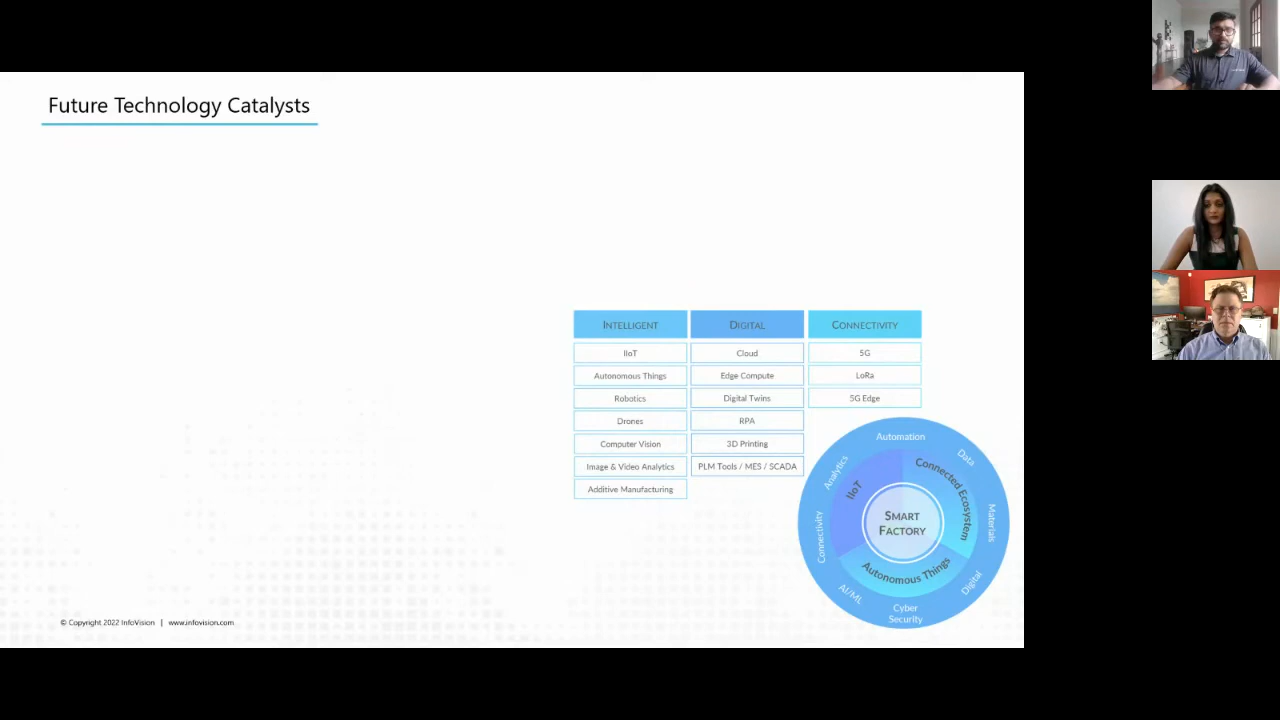 Future Technology Catalysts
INTELLIGENT
IIoT
Autonomous Things
Robotics
Drones
Computer Vision
Image & Video Analytics
Additive Manufacturing
DIGITAL
Cloud
Edge Compute
Digital Twins
RPA
3D Printing
PLM Tools / MES / SCADA
CONNECTIVITY
5G
LoRa
5G Edge
Automation
Data
Materials
Digital
Cyber
Security
AI/ML
Connectivity
Analytics
IIoT
Connected Ecosystem
Autonomous Things
SMART
FACTORY
© Copyright 2022 InfoVision | www.infovision.com